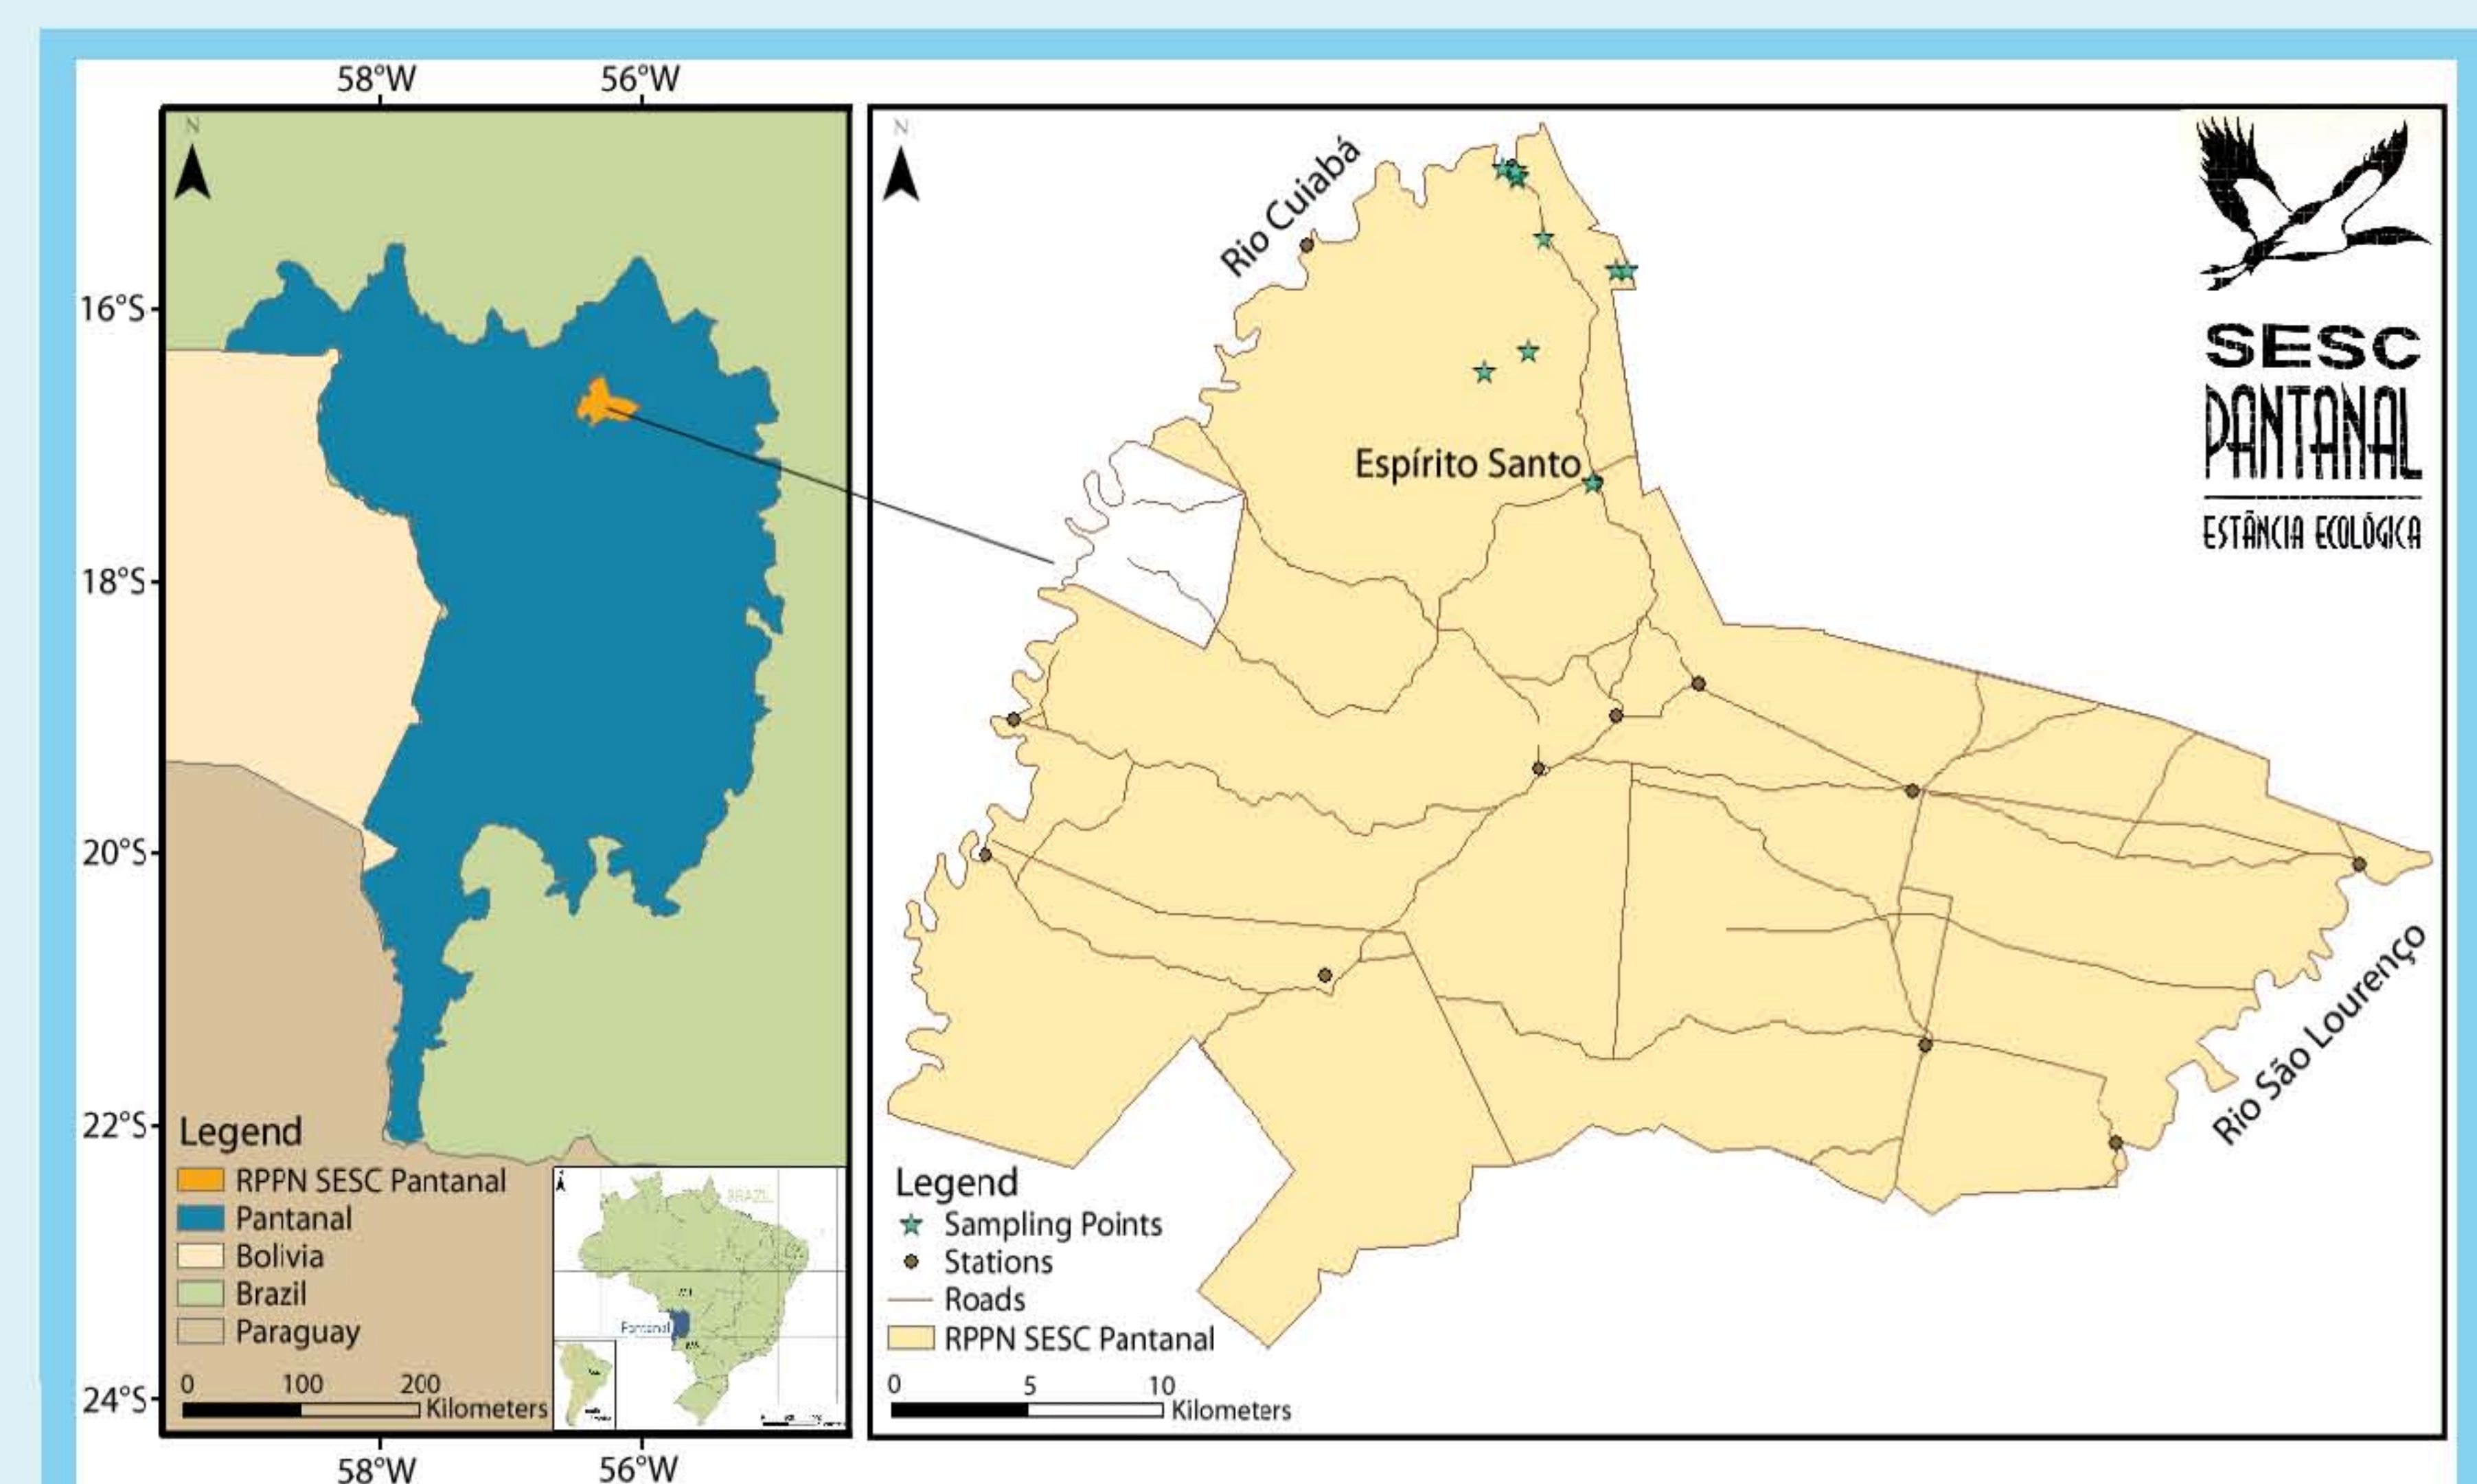 58°W 56°W
N
16°S
18°S
20°S
22°S
24°S
Legend
RPPN SESC Pantanal
Pantanal
Bolivia
Brazil
Paraguay
0 100 200
Kilometers
BRAZIL
Pantanal
58°W 56°W
N
Rio Cuiabá
Espírito Santo
Rio São Lourenço
SESC
PANTANAL
ESTÂNCIA ECOLÓGICA
Legend
Sampling Points
Stations
Roads
RPPN SESC Pantanal
0 5 10
Kilometers